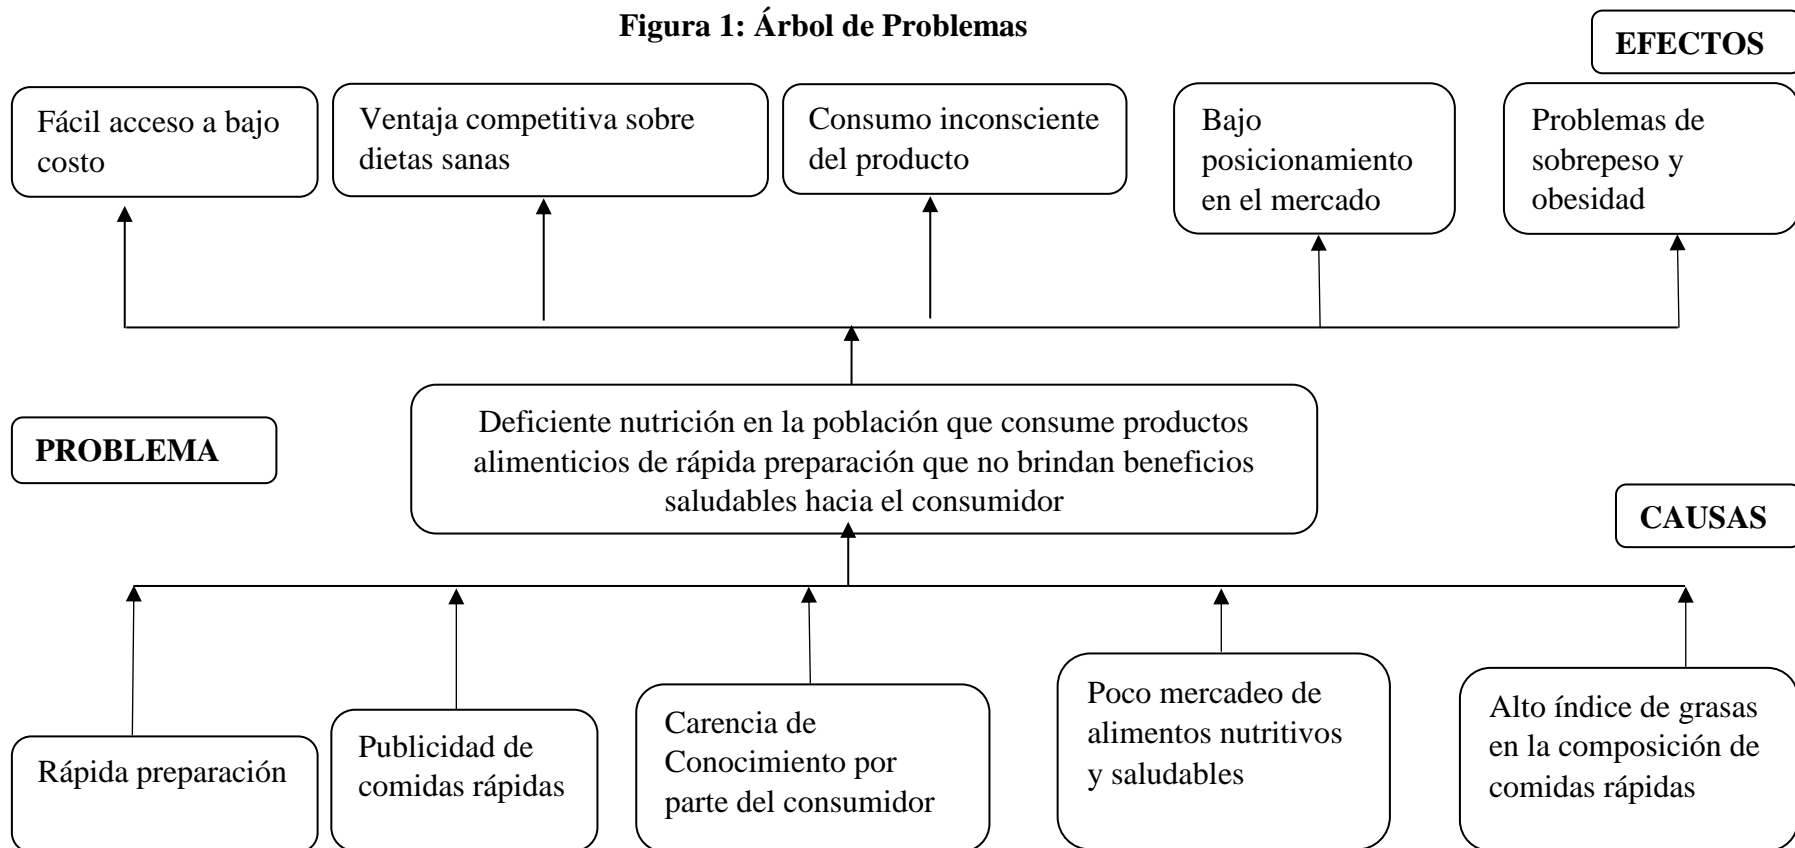 Figura 1: Árbol de Problemas
EFECTOS
Fácil acceso a bajo
costo
Ventaja competitiva sobre
dietas sanas
Consumo inconsciente
del producto
Bajo
posicionamiento
en el mercado
Problemas de
sobrepeso y
obesidad
PROBLEMA
Deficiente nutrición en la población que consume productos
alimenticios de rápida preparación que no brindan beneficios
saludables hacia el consumidor
CAUSAS
Rápida preparación
Publicidad de
comidas rápidas
Carencia de
Conocimiento por
parte del consumidor
Poco mercadeo de
alimentos nutritivos
y saludables
Alto índice de grasas
en la composición de
comidas rápidas